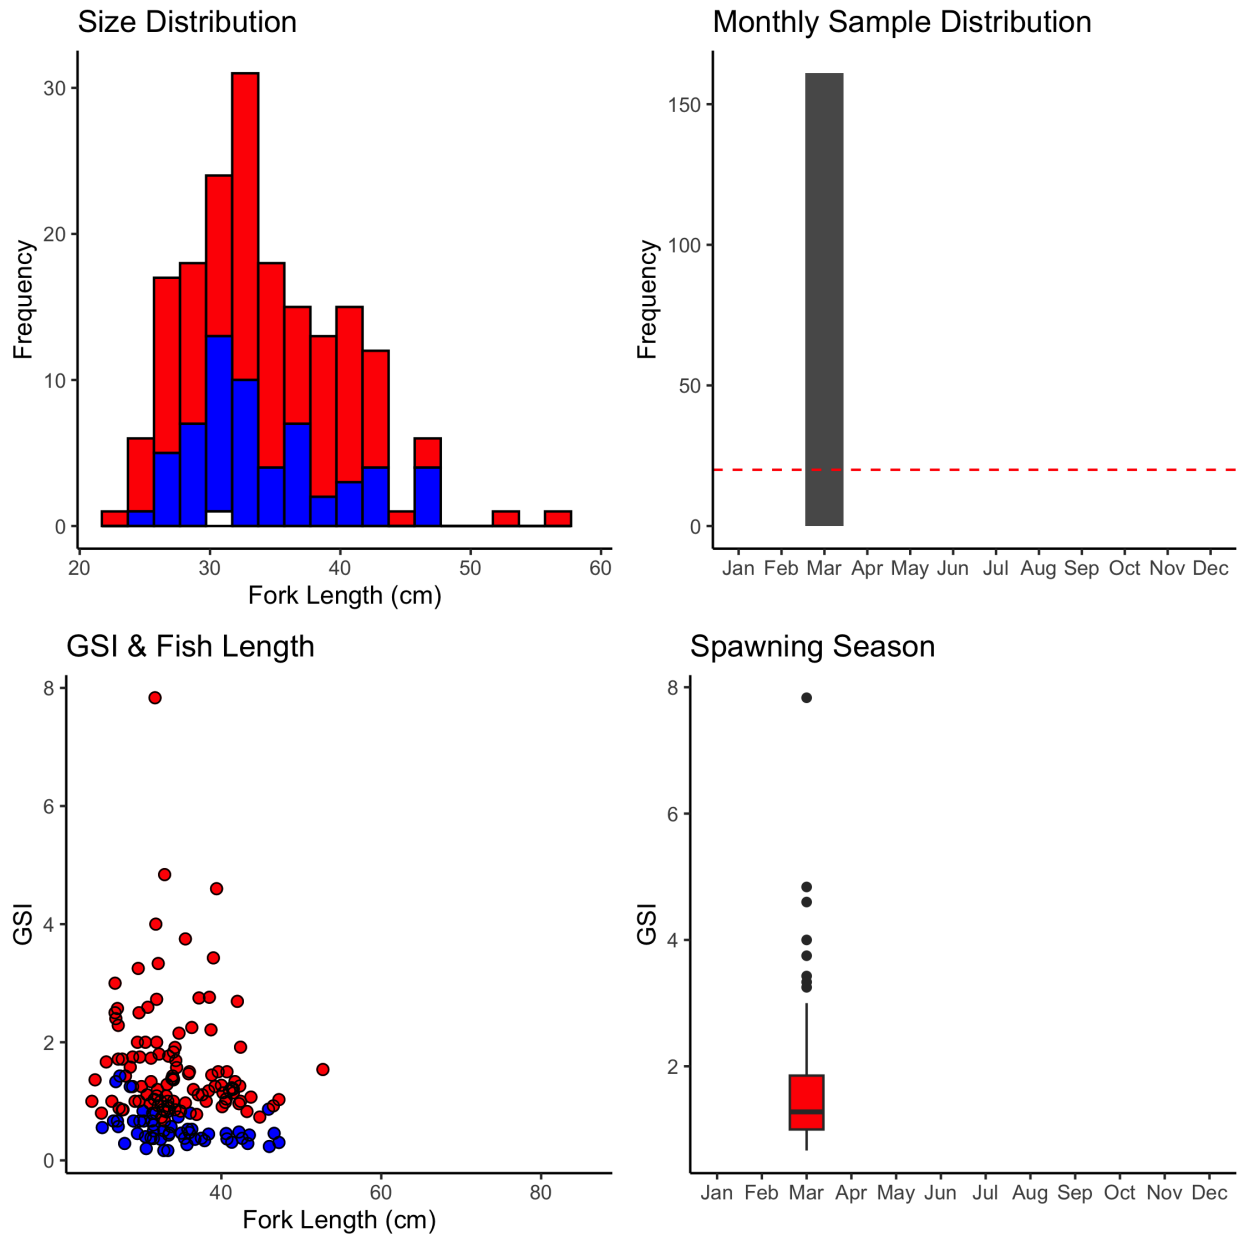 Size Distribution
30
20
10
0
Frequency
20 30 40 50 60
Fork Length (cm)
Monthly Sample Distribution
150
100
50
0
Frequency
Jan Feb Mar Apr May Jun Jul Aug Sep Oct Nov Dec
GSI & Fish Length
8
6
4
2
0
GSI
40 60 80
Fork Length (cm)
Spawning Season
8
6
4
2
GSI
Jan Feb Mar Apr May Jun Jul Aug Sep Oct Nov Dec